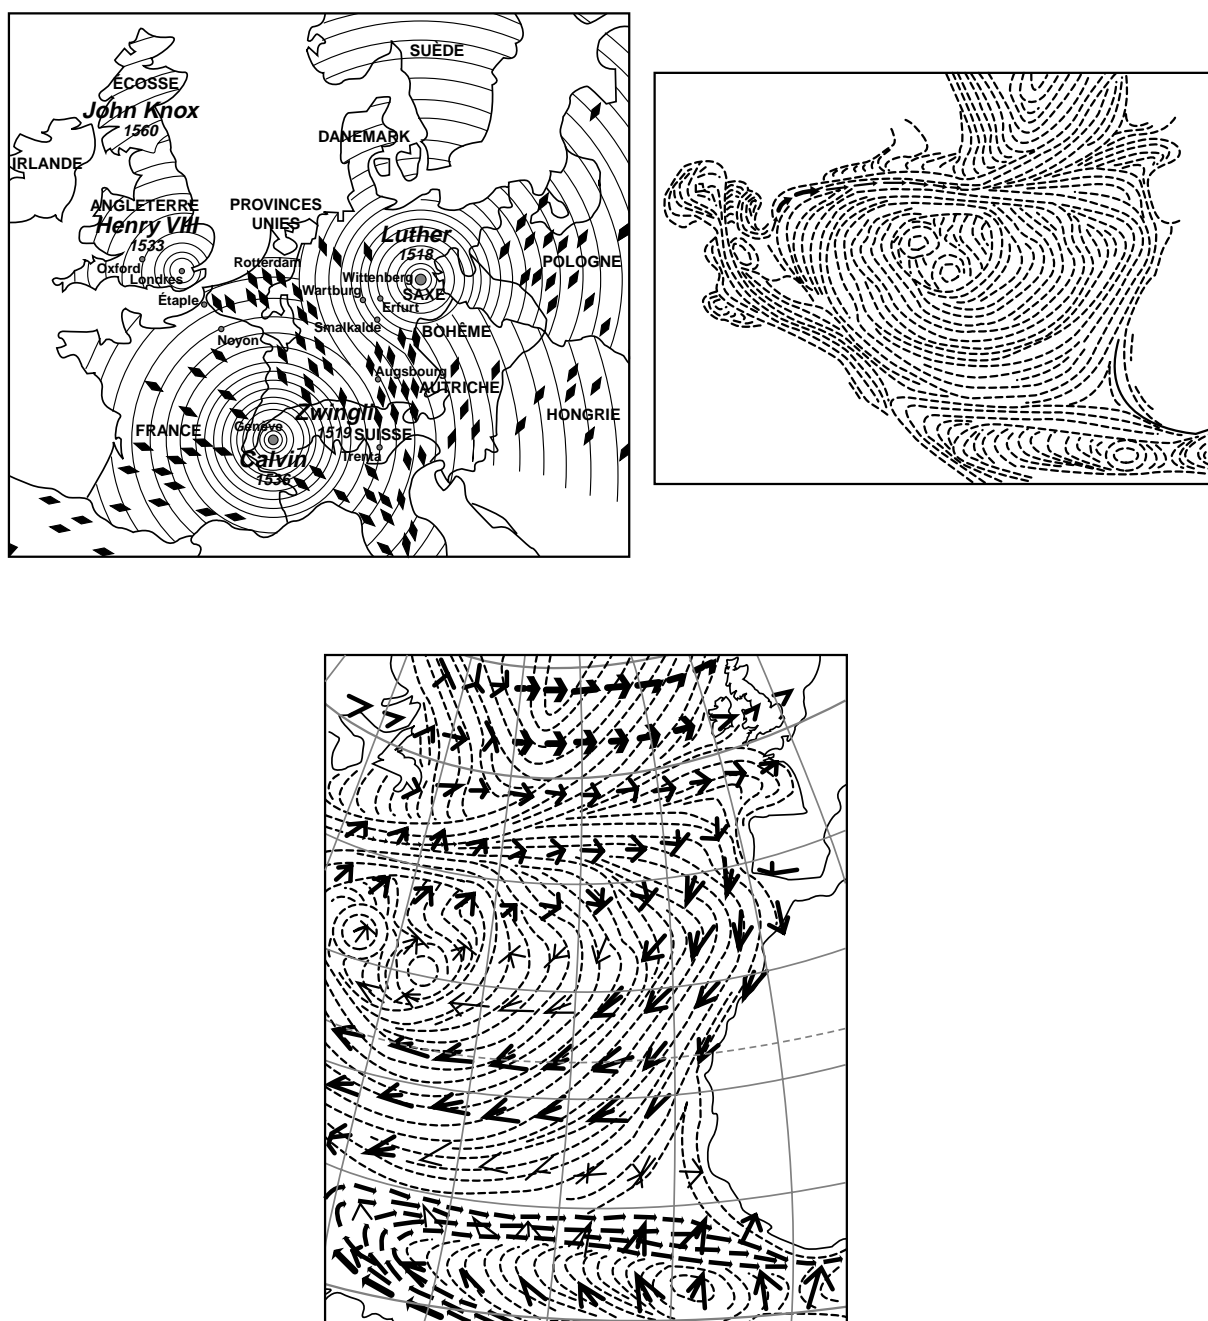 SUÈDE
ÉCOSSE
John Knox
1560
DANEMARK
IRLANDE
ANGLETERRE
Henry VIII
1533
PROVINCES
UNIES
Luther
1518
Oxford
Londres
Rotterdam
Wittenberg
POLOGNE
Étaple
Wartburg
SAXE
Erfurt
Noyon
Smalkalde
BOHÊME
Augsbourg
AUTRICHE
Zwingli
1519
SUISSE
HONGRIE
FRANCE
Genève
Calvin
1536
Trenta